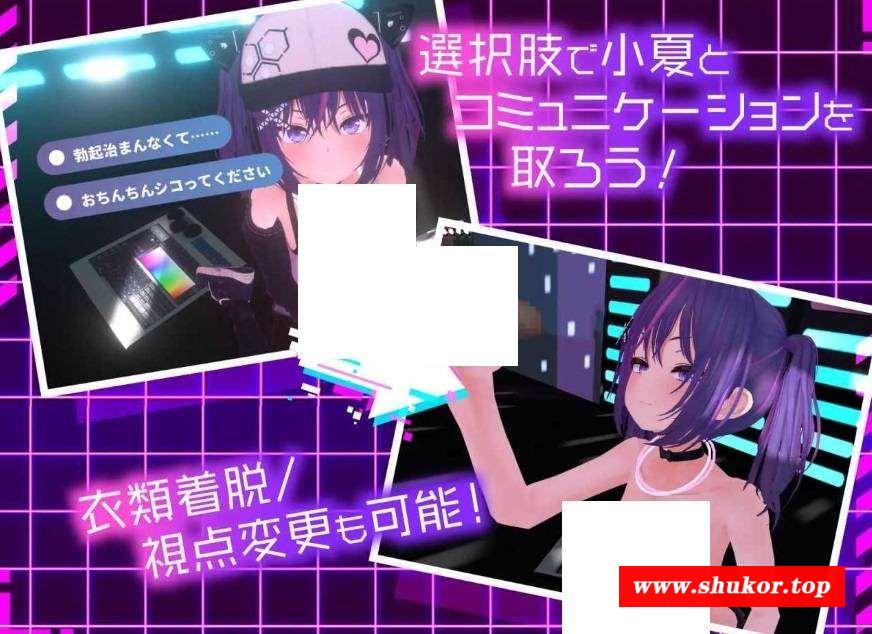 選択肢で小夏と
コミュニケーションを
取ろう!
勃起治まんなくて……
おちんちんシコってください
衣類着脱/
視点変更も可能!
www.shukor.top